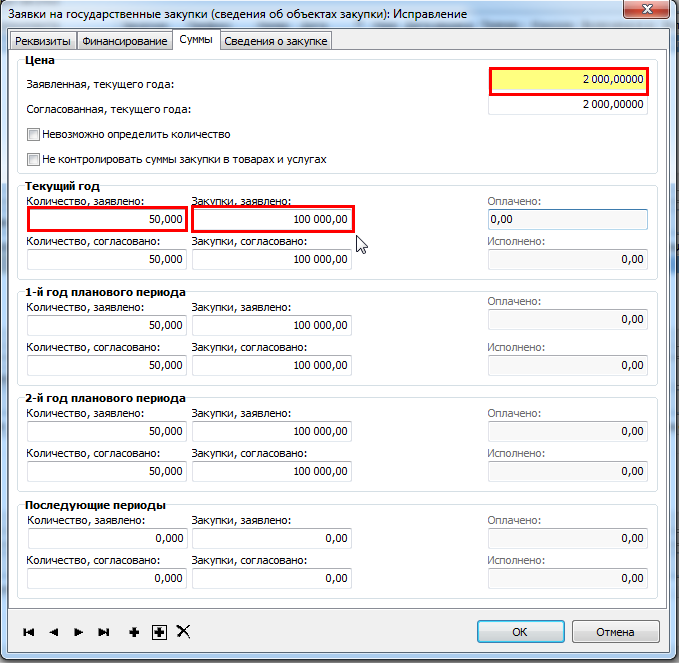 Заявки на государственные закупки (сведения об объектах закупки): Исправление
Реквизиты Финансирование Суммы Сведения о закупке
Цена
Заявленная, текущего года: 2 000,00000
Согласованная, текущего года: 2 000,00000
Невозможно определить количество
Не контролировать суммы закупки в товарах и услугах
Текущий год
Количество, заявлено: Закупки, заявлено: Оплачено:
50,000 100 000,00 0,00
Количество, согласовано: Закупки, согласовано: Исполнено:
50,000 100 000,00 0,00
1-й год планового периода
Количество, заявлено: Закупки, заявлено: Оплачено:
50,000 100 000,00 0,00
Количество, согласовано: Закупки, согласовано: Исполнено:
50,000 100 000,00 0,00
2-й год планового периода
Количество, заявлено: Закупки, заявлено: Оплачено:
50,000 100 000,00 0,00
Количество, согласовано: Закупки, согласовано: Исполнено:
50,000 100 000,00 0,00
Последующие периоды
Количество, заявлено: Закупки, заявлено: Оплачено:
0,000 0,00 0,00
Количество, согласовано: Закупки, согласовано: Исполнено:
0,000 0,00 0,00
ОК Отмена